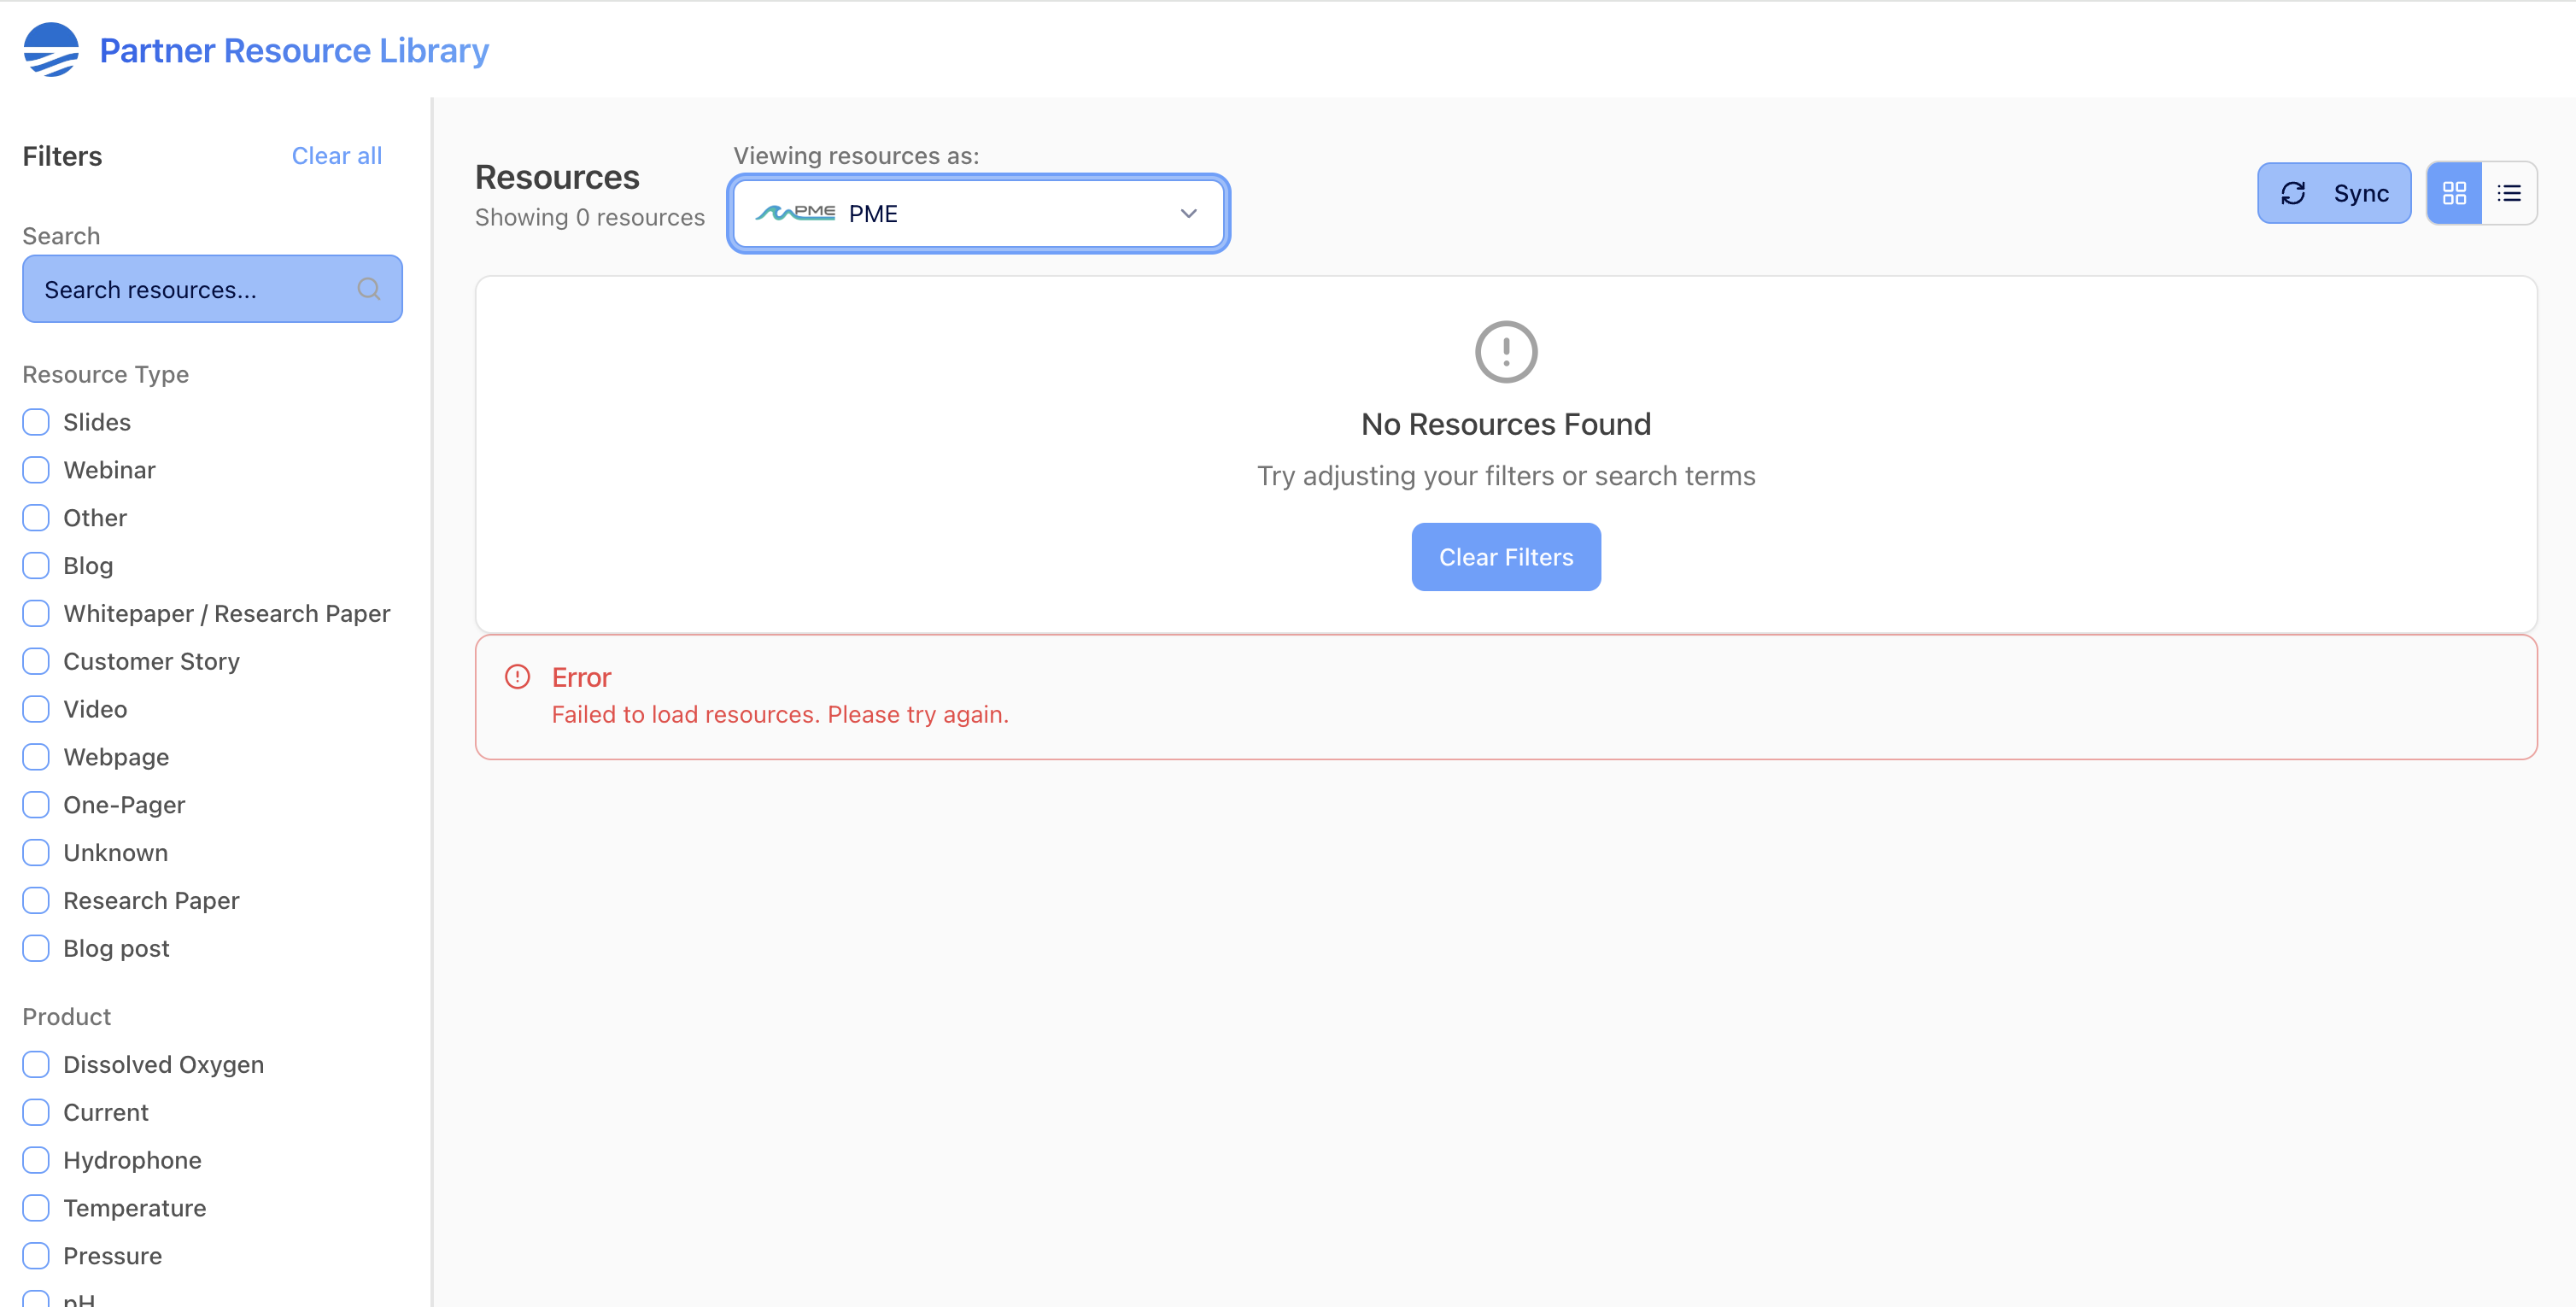 Partner Resource Library
Filters
Clear all
Search
Search resources...
Resource Type
Slides
Webinar
Other
Blog
Whitepaper / Research Paper
Customer Story
Video
Webpage
One-Pager
Unknown
Research Paper
Blog post
Product
Dissolved Oxygen
Current
Hydrophone
Temperature
Pressure
pH
Resources
Showing 0 resources
Viewing resources as:
PME PME
Sync
No Resources Found
Try adjusting your filters or search terms
Clear Filters
Error
Failed to load resources. Please try again.